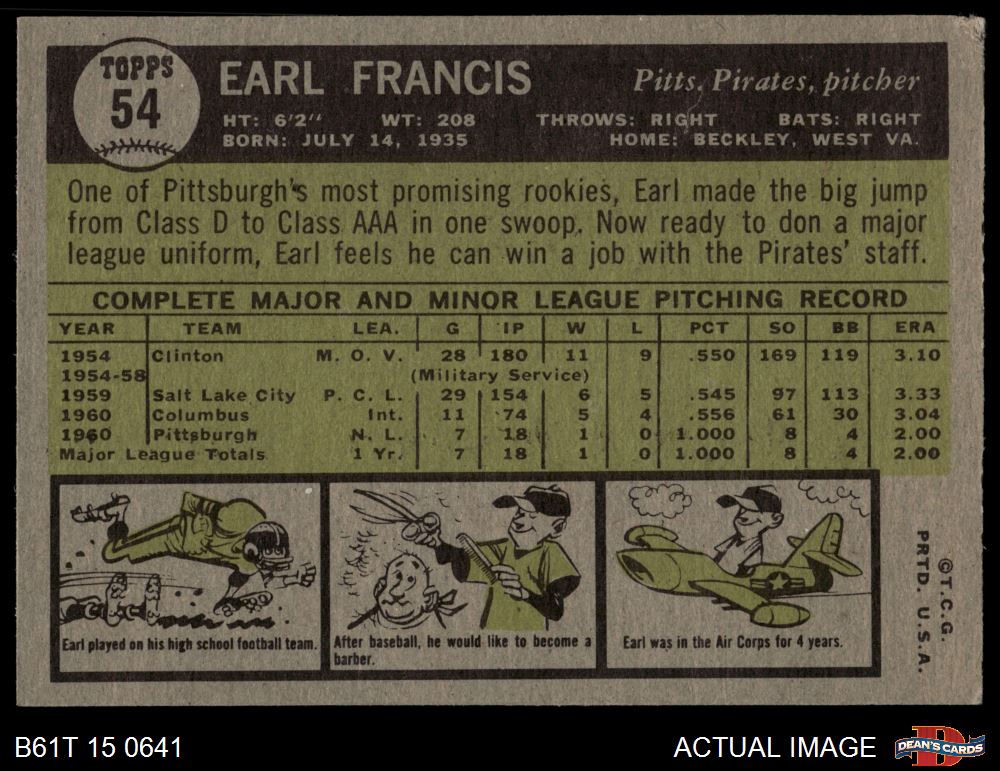 TOPPS
54
EARL FRANCIS
Pitts. Pirates, pitcher
HT: 6'2" WT: 208 THROWS: RIGHT BATS: RIGHT
BORN: JULY 14, 1935 HOME: BECKLEY, WEST VA.
One of Pittsburgh's most promising rookies, Earl made the big jump
from Class D to Class AAA in one swoop. Now ready to don a major
league uniform, Earl feels he can win a job with the Pirates' staff.
COMPLETE MAJOR AND MINOR LEAGUE PITCHING RECORD
YEAR TEAM LEA. G IP W L PCT SO BB ERA
1954 Clinton M. O. V. 28 180 11 9 .550 169 119 3.10
1954-58 (Military Service)
1959 Salt Lake City P. C. L. 29 154 6 5 .545 97 113 3.33
1960 Columbus Int. 11 74 5 4 .556 61 30 3.04
1960 Pittsburgh N. L. 7 18 1 0 1.000 8 4 2.00
Major League Totals 1 Yr. 7 18 1 0 1.000 8 4 2.00
Earl played on his high school football team.
After baseball, he would like to become a
barber.
Earl was in the Air Corps for 4 years.
©T.C.G.
PRTD. U.S.A.
B61T 15 0641
ACTUAL IMAGE
D
DEAN'S CARDS